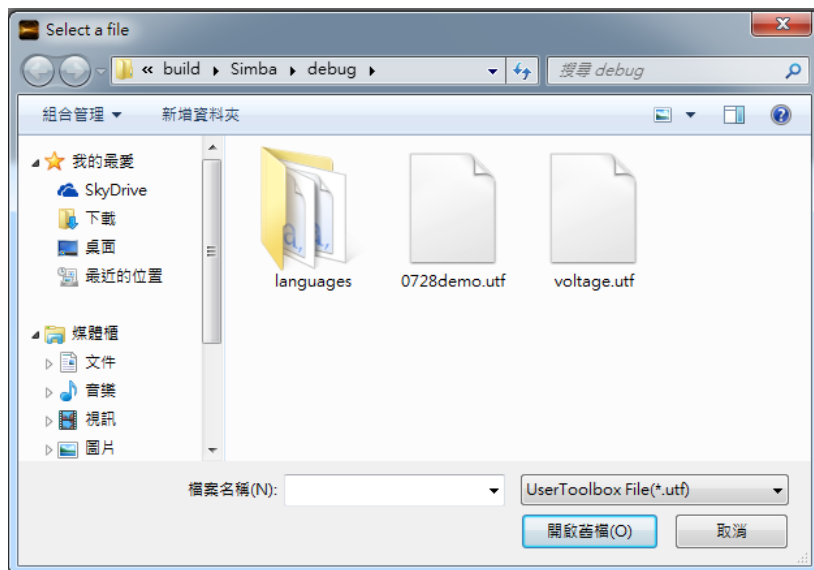 Select a file
« build ▸ Simba ▸ debug ▸
搜尋 debug
組合管理 ▼ 新增資料夾
我的最愛
SkyDrive
下載
桌面
最近的位置
媒體櫃
文件
音樂
視訊
圖片
languages
0728demo.utf
voltage.utf
檔案名稱(N):
UserToolbox File(*.utf)
開啟舊檔(O)
取消